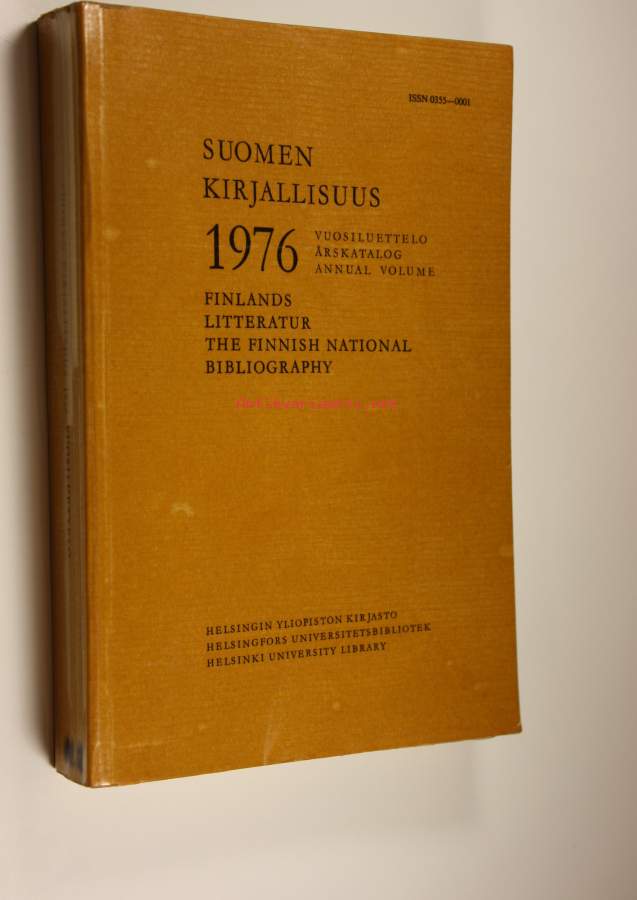 ISSN 0355—0001
SUOMEN
KIRJALLISUUS
1976
VUOSILUETTELO
ÅRSKATALOG
ANNUAL VOLUME
FINLANDS
LITTERATUR
THE FINNISH NATIONAL
BIBLIOGRAPHY
HELSINGIN YLIOPISTON KIRJASTO
HELSINGFORS UNIVERSITETSBIBLIOTEK
HELSINKI UNIVERSITY LIBRARY